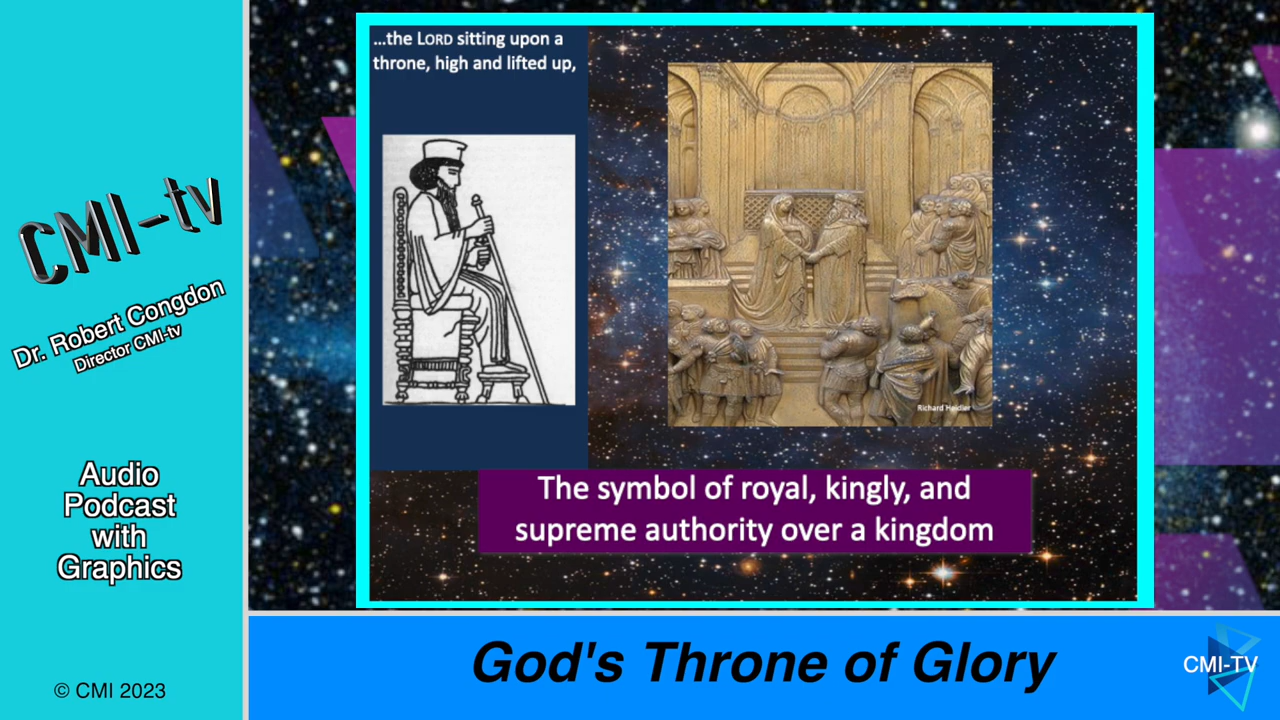 CMI-tv
Dr. Robert Congdon
Director CMI-tv
Audio
Podcast
with
Graphics
© CMI 2023
...the LORD sitting upon a
throne, high and lifted up,
Richard Heidler
The symbol of royal, kingly, and
supreme authority over a kingdom
God's Throne of Glory
CMI-TV